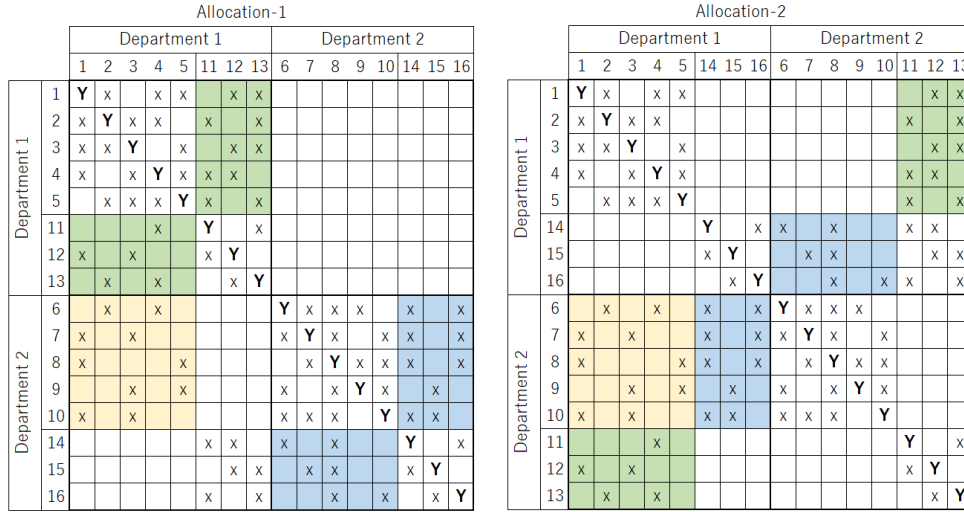 Allocation-1
Department 1 Department 2
1 2 3 4 5 11 12 13 6 7 8 9 10 14 15 16
Department 1
1 Y x x x x x
2 x Y x x x x
3 x x Y x x x
4 x x Y x x x
5 x x x Y x x
11 x Y x
12 x x x Y
13 x x x Y
Department 2
6 x x Y x x x x x
7 x x x Y x x x x
8 x x x Y x x x x
9 x x x x Y x x
10 x x x x x Y x x
14 x x x x Y x
15 x x x x x Y
16 x x x x x Y
Allocation-2
Department 1 Department 2
1 2 3 4 5 14 15 16 6 7 8 9 10 11 12 13
Department 1
1 Y x x x x x
2 x Y x x x x
3 x x Y x x x
4 x x Y x x x
5 x x x Y x x
14 Y x x x x x
15 x Y x x x x
16 x Y x x x x
Department 2
6 x x x x Y x x x
7 x x x x x Y x x
8 x x x x x Y x x
9 x x x x x Y x
10 x x x x x x x Y
11 x Y x
12 x x x Y
13 x x x Y